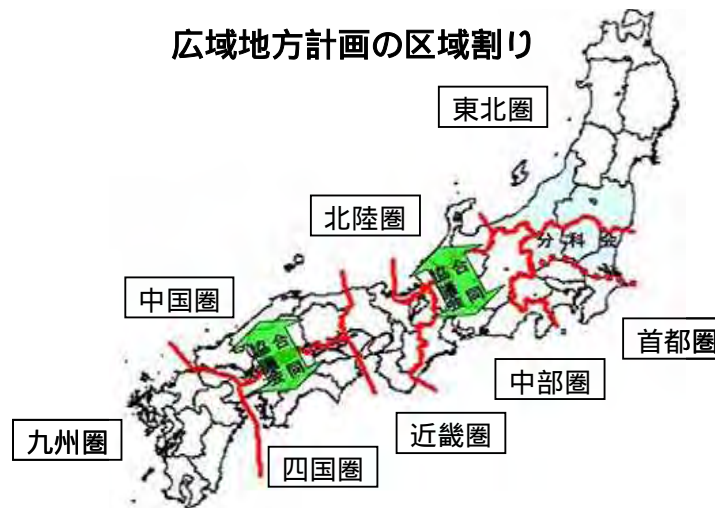 広域地方計画の区域割り
東北圏
北陸圏
分科会
合同
協議会
中国圏
合同
協議会
首都圏
中部圏
近畿圏
九州圏
四国圏